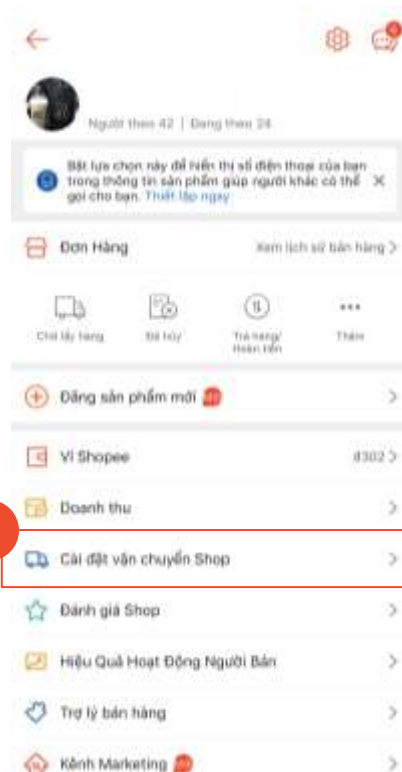 Người theo 42 | Đang theo 24
Bật lựa chọn này để hiển thị số điện thoại của bạn
trong thông tin sản phẩm giúp người khác có thể
gọi cho bạn. Thiết lập ngay
Đơn Hàng
Xem lịch sử bán hàng
Chờ lấy hàng
Đã hủy
Trả hàng/
Hoàn tiền
Thêm
Đăng sản phẩm mới
Ví Shopee
đ302
Doanh thu
Cài đặt vận chuyển Shop
Đánh giá Shop
Hiệu Quả Hoạt Động Người Bán
Trợ lý bán hàng
Kênh Marketing